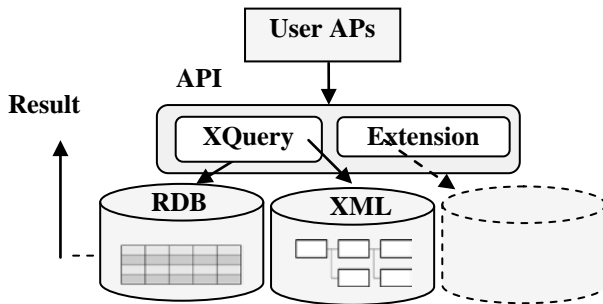 User APs
API
Result
XQuery
Extension
RDB
XML